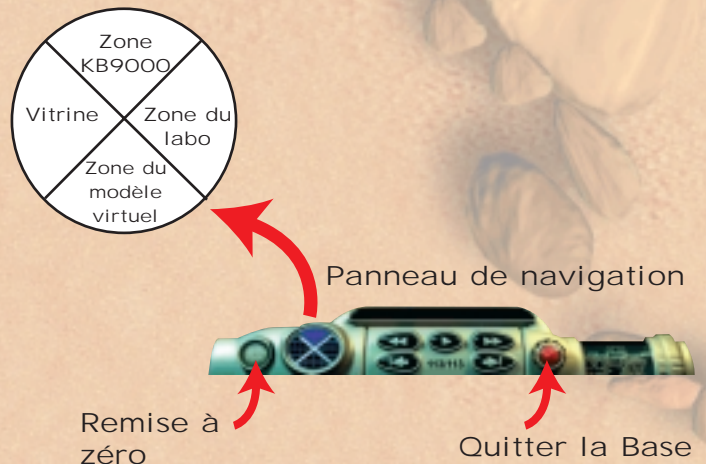 Zone
KB9000
Vitrine
Zone du
labo
Zone du
modèle
virtuel
Panneau de navigation
Remise à
zéro
Quitter la Base